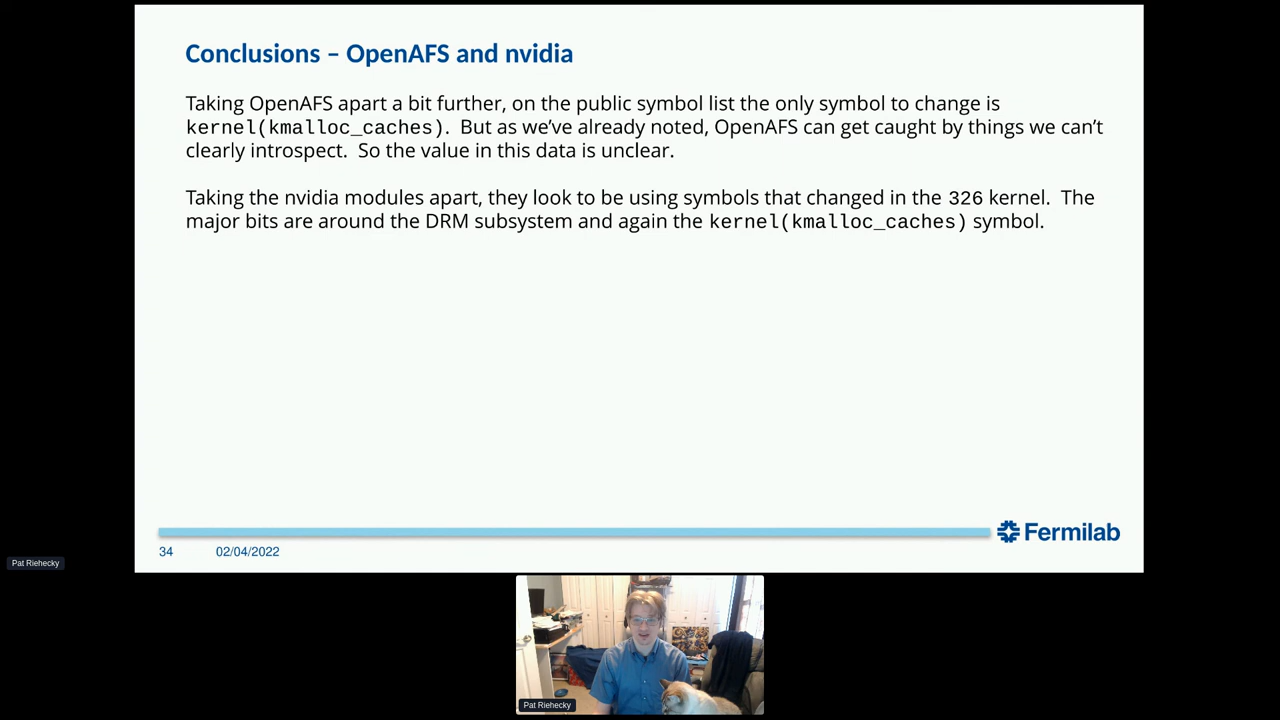 Conclusions – OpenAFS and nvidia
Taking OpenAFS apart a bit further, on the public symbol list the only symbol to change is
kernel(kmalloc_caches).  But as we’ve already noted, OpenAFS can get caught by things we can’t
clearly introspect.  So the value in this data is unclear.
Taking the nvidia modules apart, they look to be using symbols that changed in the 326 kernel.  The
major bits are around the DRM subsystem and again the kernel(kmalloc_caches) symbol.
Fermilab
34 02/04/2022
Pat Riehecky
Pat Riehecky